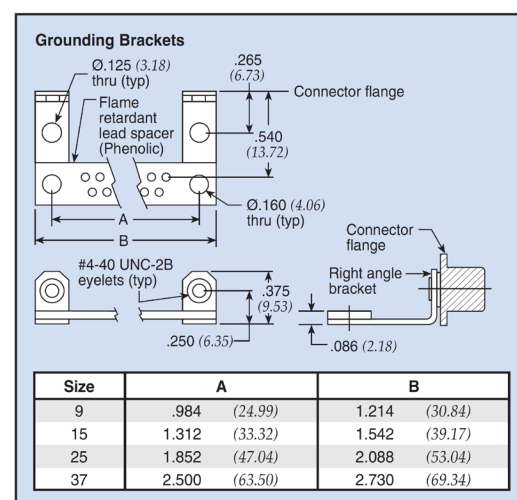 Grounding Brackets
Ø.125 (3.18)
thru (typ)
.265
(6.73)
Connector flange
Flame
retardant
lead spacer
(Phenolic)
.540
(13.72)
Ø.160 (4.06)
thru (typ)
A
B
Connector
flange
#4-40 UNC-2B
eyelets (typ)
Right angle
bracket
.375
(9.53)
.250 (6.35)
.086 (2.18)
Size A B
9 .984 (24.99) 1.214 (30.84)
15 1.312 (33.32) 1.542 (39.17)
25 1.852 (47.04) 2.088 (53.04)
37 2.500 (63.50) 2.730 (69.34)